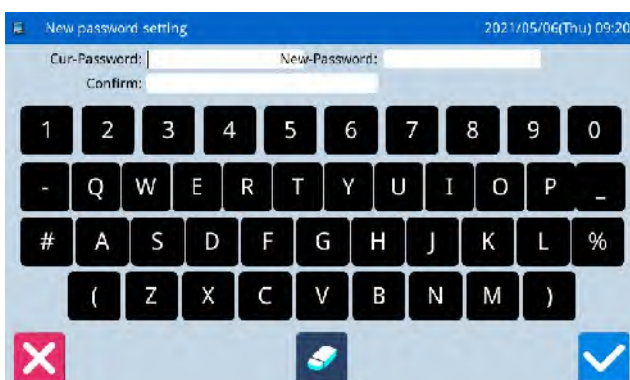 New password setting 2021/05/06(Thu) 09:20
Cur-Password: New-Password:
Confirm:
1 2 3 4 5 6 7 8 9 0
- Q W E R T Y U I O P _
# A S D F G H J K L %
( Z X C V B N M )